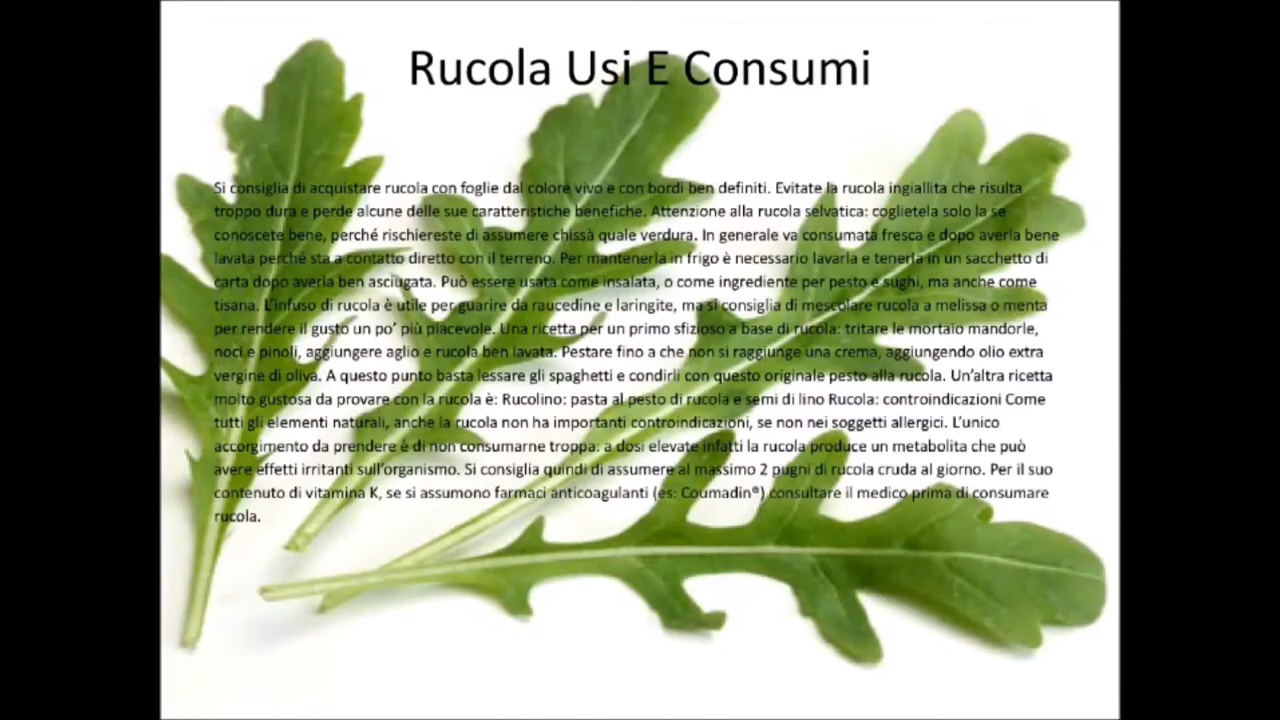 Rucola Usi E Consumi
Si consiglia di acquistare rucola con foglie dal colore vivo e con bordi ben definiti. Evitate la rucola ingiallita che risulta
troppo dura e perde alcune delle sue caratteristiche benefiche. Attenzione alla rucola selvatica: coglietela solo la se
conoscete bene, perché rischiereste di assumere chissà quale verdura. In generale va consumata fresca e dopo averla bene
lavata perché sta a contatto diretto con il terreno. Per mantenerla in frigo è necessario lavarla e tenerla in un sacchetto di
carta dopo averla ben asciugata. Può essere usata come insalata, o come ingrediente per pesto e sughi, ma anche come
tisana. L’infuso di rucola è utile per guarire da raucedine e laringite, ma si consiglia di mescolare rucola a melissa o menta
per rendere il gusto un po’ più piacevole. Una ricetta per un primo sfizioso a base di rucola: tritare le mortaio mandorle,
noci e pinoli, aggiungere aglio e rucola ben lavata. Pestare fino a che non si raggiunge una crema, aggiungendo olio extra
vergine di oliva. A questo punto basta lessare gli spaghetti e condirli con questo originale pesto alla rucola. Un’altra ricetta
molto gustosa da provare con la rucola è: Rucolino: pasta al pesto di rucola e semi di lino Rucola: controindicazioni Come
tutti gli elementi naturali, anche la rucola non ha importanti controindicazioni, se non nei soggetti allergici. L’unico
accorgimento da prendere è di non consumarne troppa: a dosi elevate infatti la rucola produce un metabolita che può
avere effetti irritanti sull’organismo. Si consiglia quindi di assumere al massimo 2 pugni di rucola cruda al giorno. Per il suo
contenuto di vitamina K, se si assumono farmaci anticoagulanti (es: Coumadin®) consultare il medico prima di consumare
rucola.